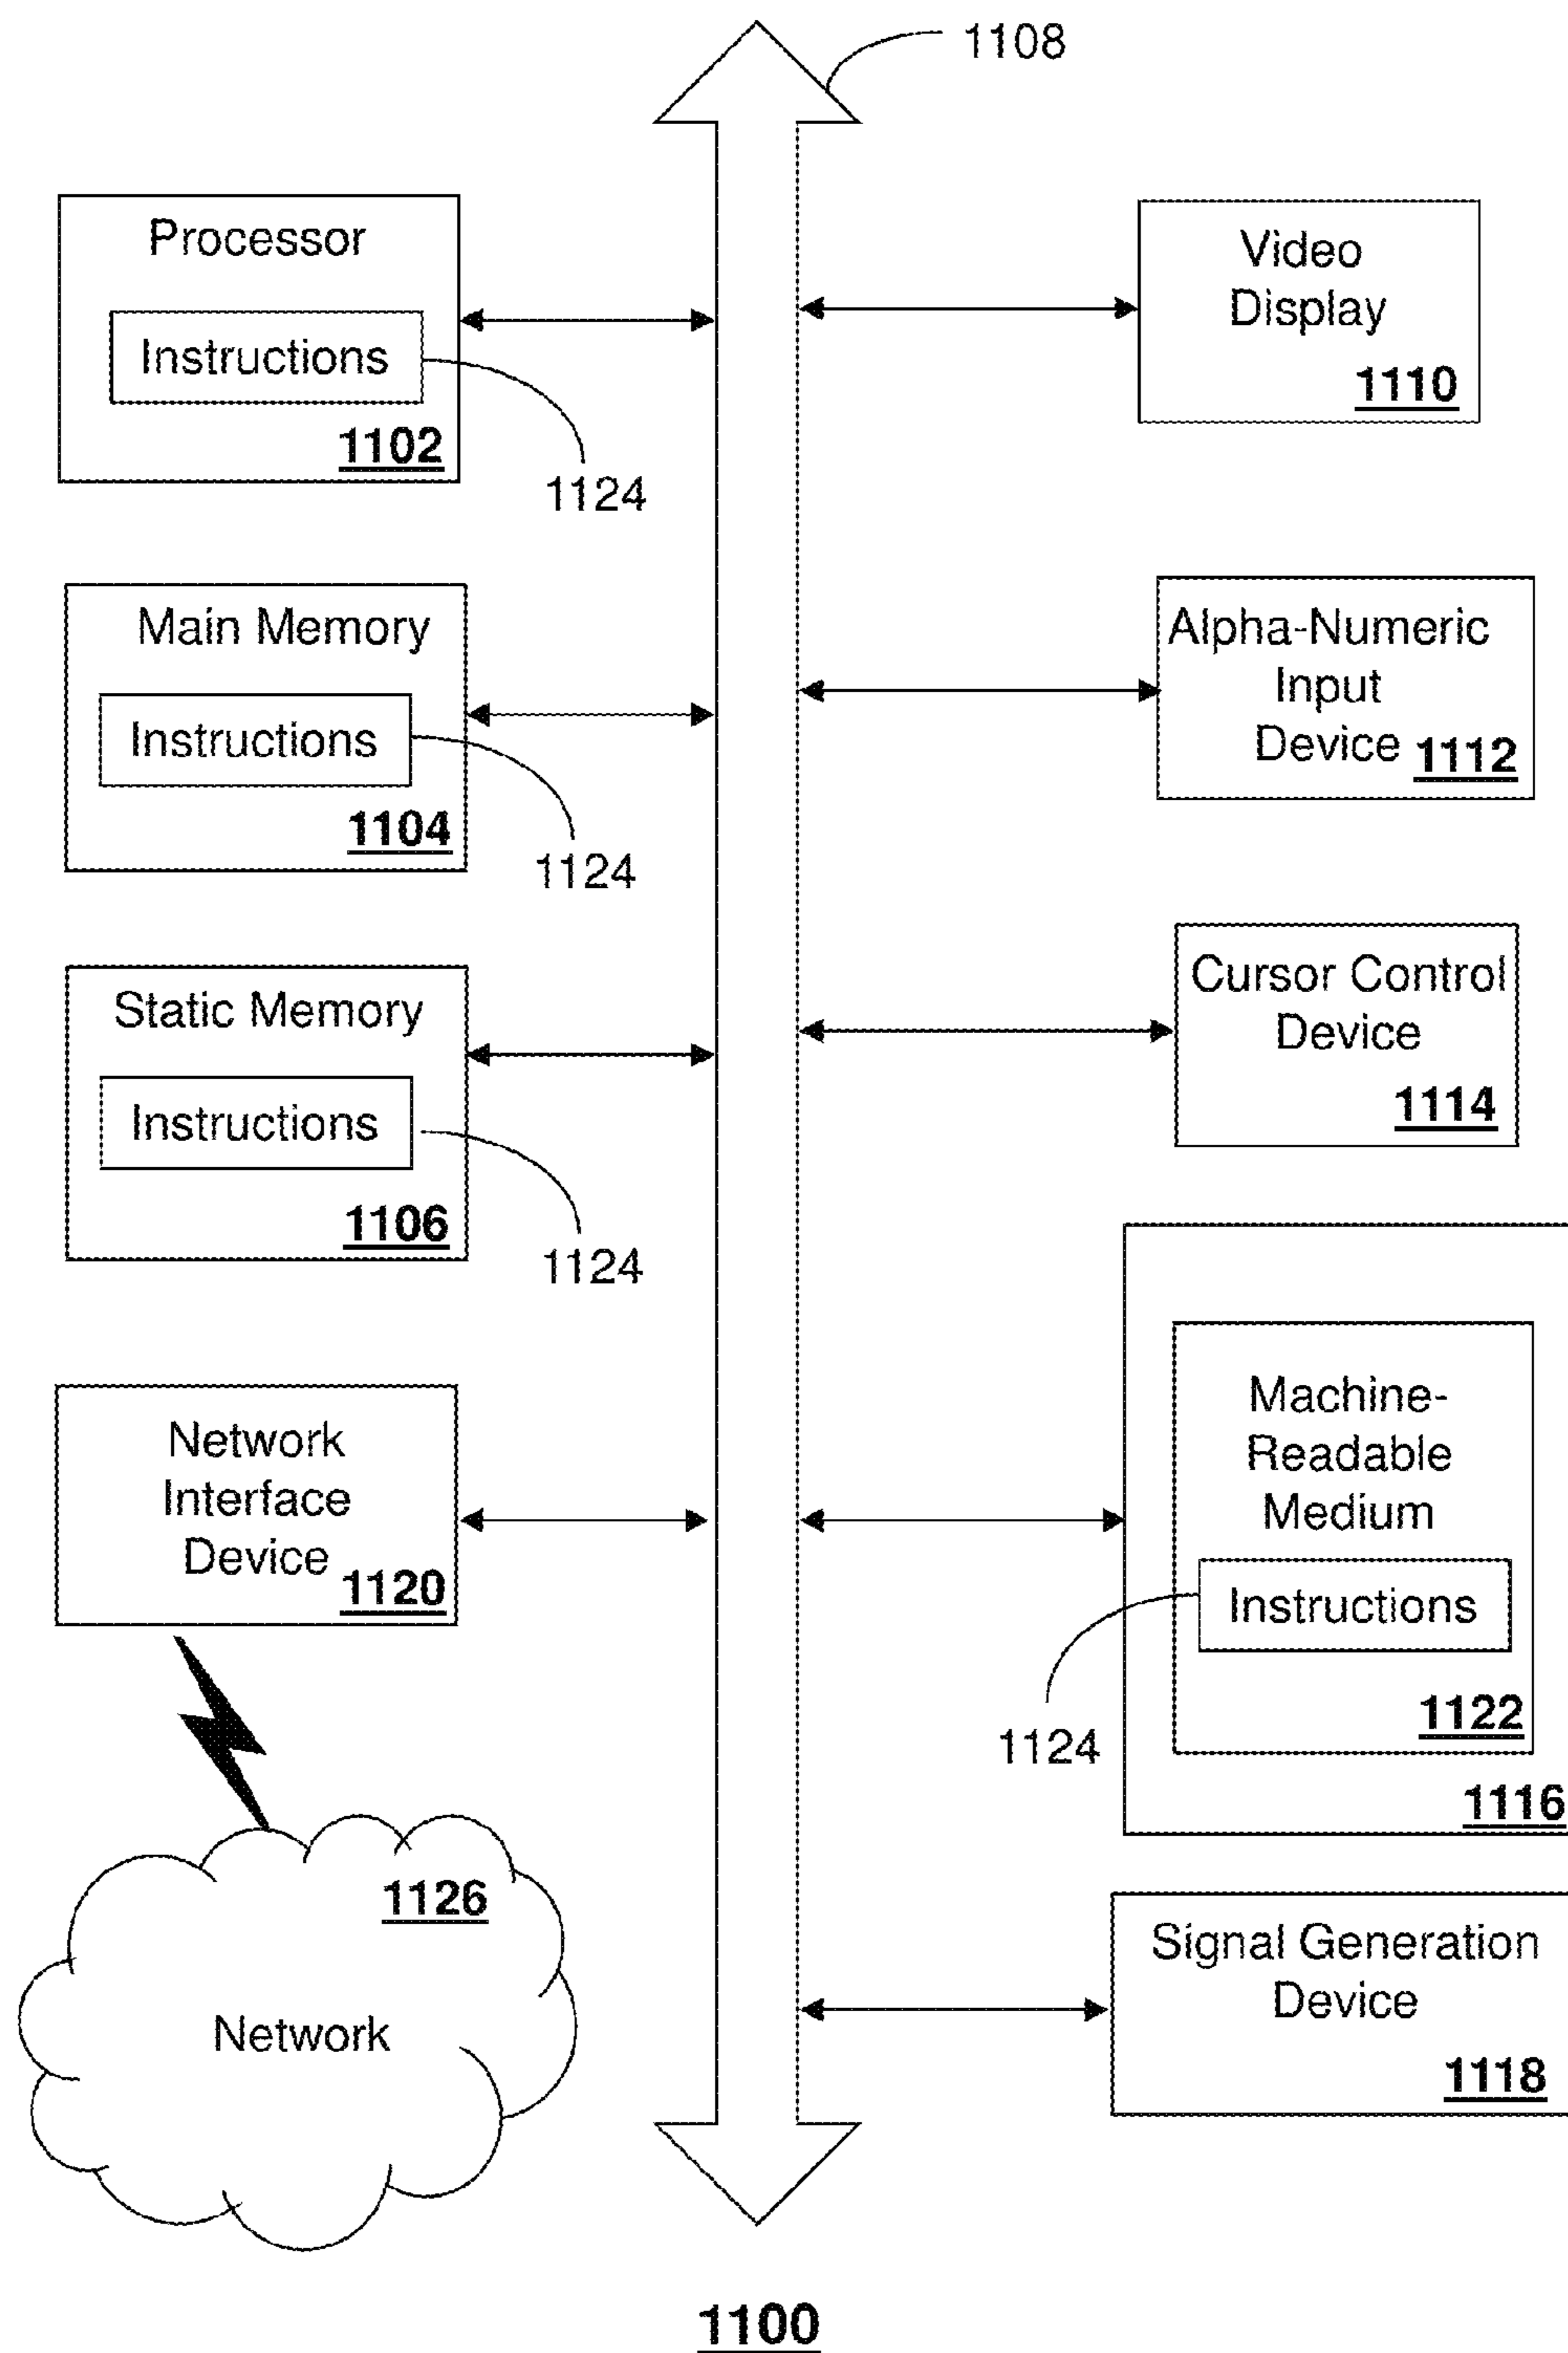 1108
Processor
Instructions
1102
1124
Main Memory
Instructions
1104
1124
Static Memory
Instructions
1106
1124
Network
Interface
Device
1120
1126
Network
Video
Display
1110
Alpha-Numeric
Input
Device 1112
Cursor Control
Device
1114
Machine-
Readable
Medium
Instructions
1122
1124
1116
Signal Generation
Device
1118
1100